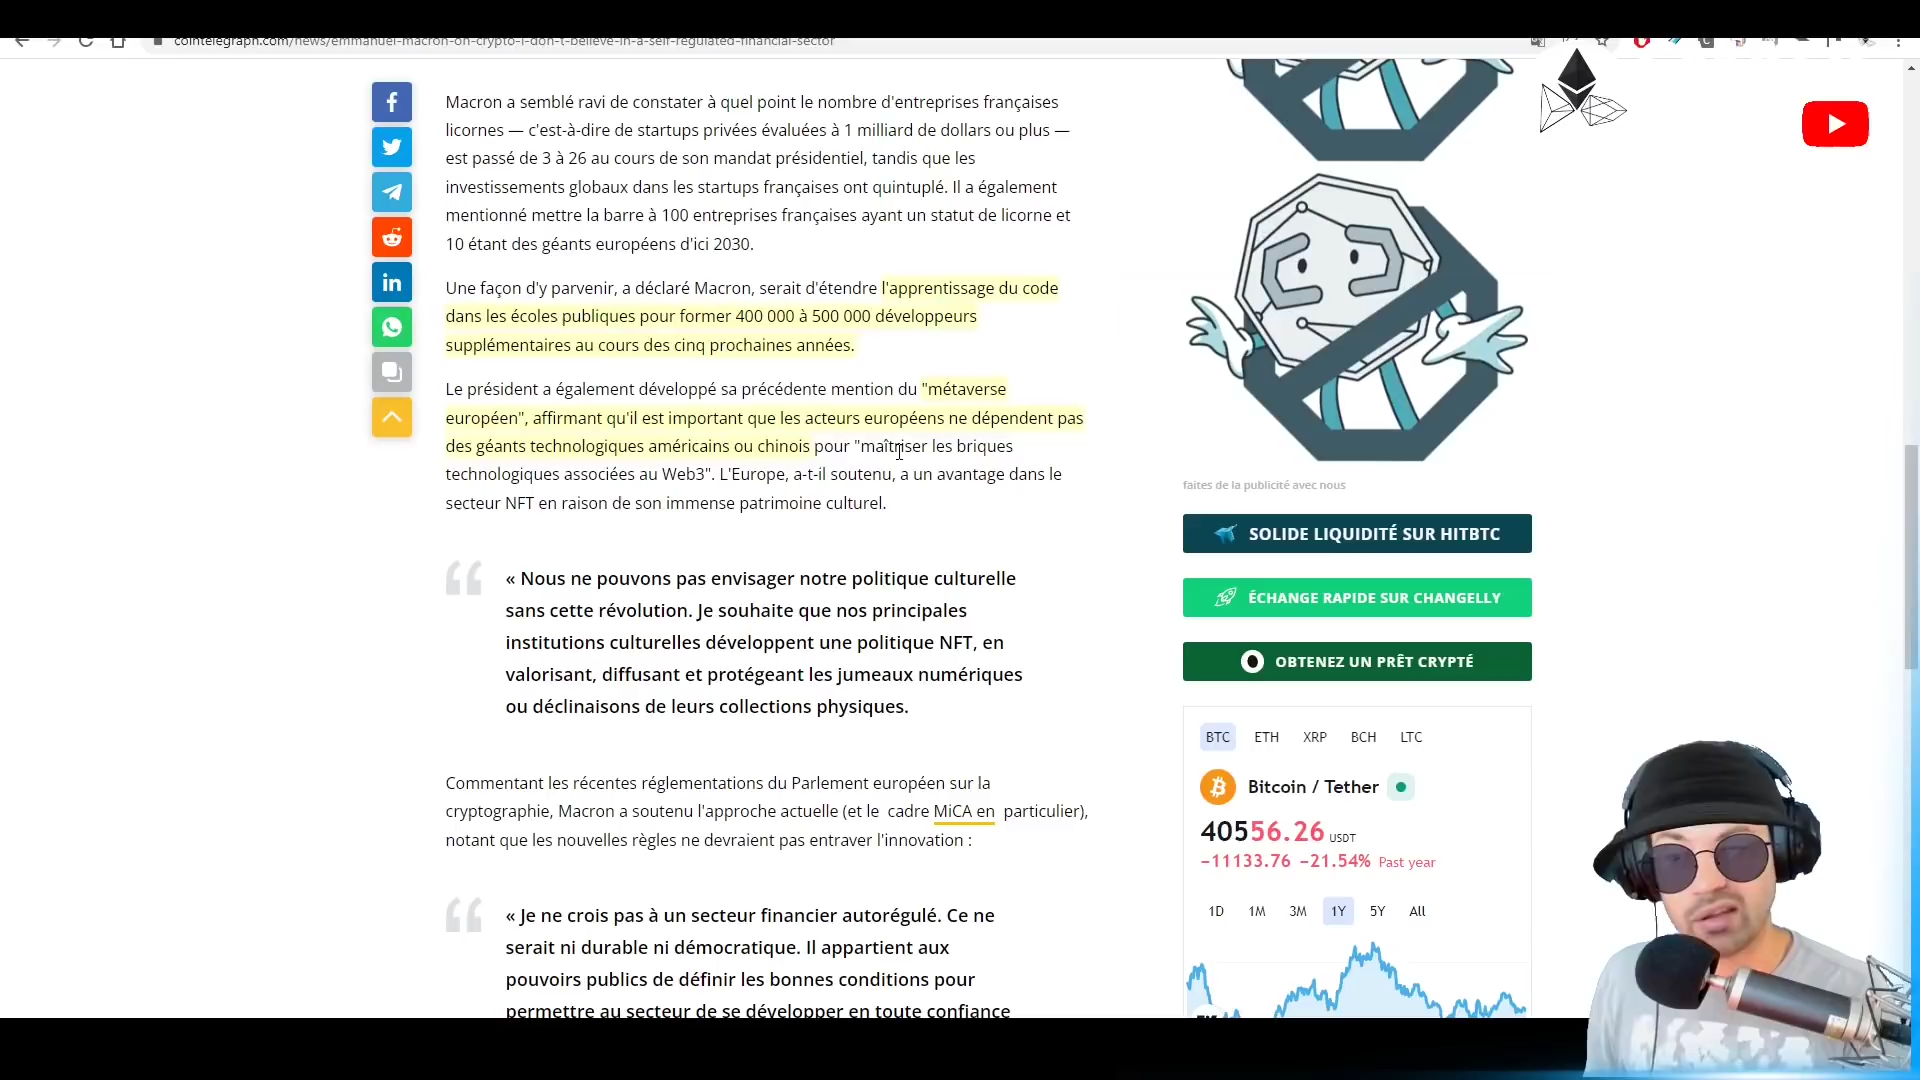 cointelegraph.com/news/emmanuel-macron-on-crypto-i-don-t-believe-in-a-self-regulated-financial-sector
Macron a semblé ravi de constater à quel point le nombre d'entreprises françaises
licornes — c'est-à-dire de startups privées évaluées à 1 milliard de dollars ou plus —
est passé de 3 à 26 au cours de son mandat présidentiel, tandis que les
investissements globaux dans les startups françaises ont quintuplé. Il a également
mentionné mettre la barre à 100 entreprises françaises ayant un statut de licorne et
10 étant des géants européens d'ici 2030.
Une façon d'y parvenir, a déclaré Macron, serait d'étendre l'apprentissage du code
dans les écoles publiques pour former 400 000 à 500 000 développeurs
supplémentaires au cours des cinq prochaines années.
Le président a également développé sa précédente mention du "métaverse
européen", affirmant qu'il est important que les acteurs européens ne dépendent pas
des géants technologiques américains ou chinois pour "maîtriser les briques
technologiques associées au Web3". L'Europe, a-t-il soutenu, a un avantage dans le
secteur NFT en raison de son immense patrimoine culturel.
« Nous ne pouvons pas envisager notre politique culturelle
sans cette révolution. Je souhaite que nos principales
institutions culturelles développent une politique NFT, en
valorisant, diffusant et protégeant les jumeaux numériques
ou déclinaisons de leurs collections physiques.
Commentant les récentes réglementations du Parlement européen sur la
cryptographie, Macron a soutenu l'approche actuelle (et le cadre MiCA en particulier),
notant que les nouvelles règles ne devraient pas entraver l'innovation :
« Je ne crois pas à un secteur financier autorégulé. Ce ne
serait ni durable ni démocratique. Il appartient aux
pouvoirs publics de définir les bonnes conditions pour
permettre au secteur de se développer en toute confiance
faites de la publicité avec nous
SOLIDE LIQUIDITÉ SUR HITBTC
ÉCHANGE RAPIDE SUR CHANGELLY
OBTENEZ UN PRÊT CRYPTÉ
BTC ETH XRP BCH LTC
Bitcoin / Tether
40556.26 USDT
−11133.76 −21.54% Past year
1D 1M 3M 1Y 5Y All